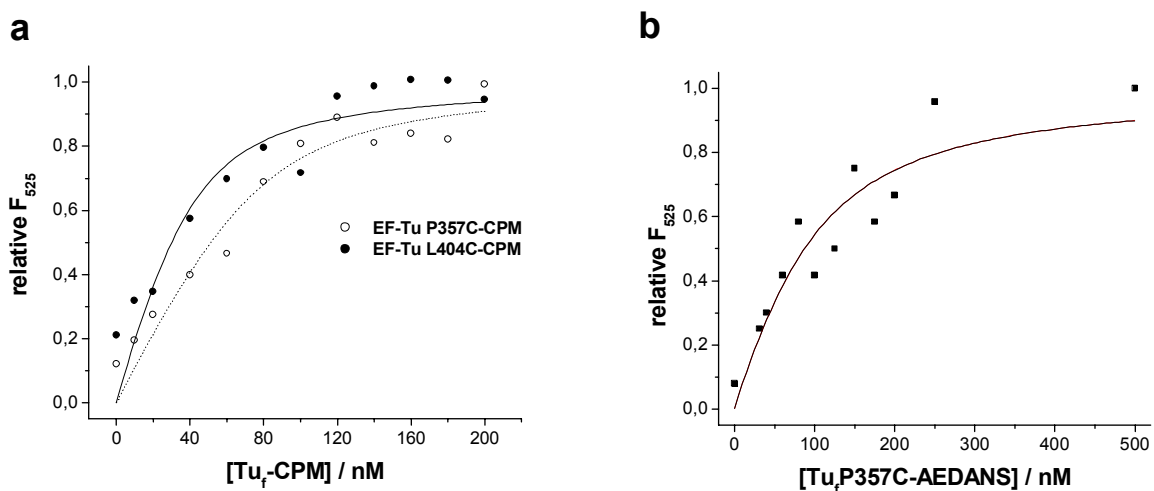 a
relative F525
1,0
0,8
0,6
0,4
0,2
0,0
EF-Tu P357C-CPM
EF-Tu L404C-CPM
0 40 80 120 160 200
[Tuf-CPM] / nM
b
relative F525
1,0
0,8
0,6
0,4
0,2
0,0
0 100 200 300 400 500
[TufP357C-AEDANS] / nM